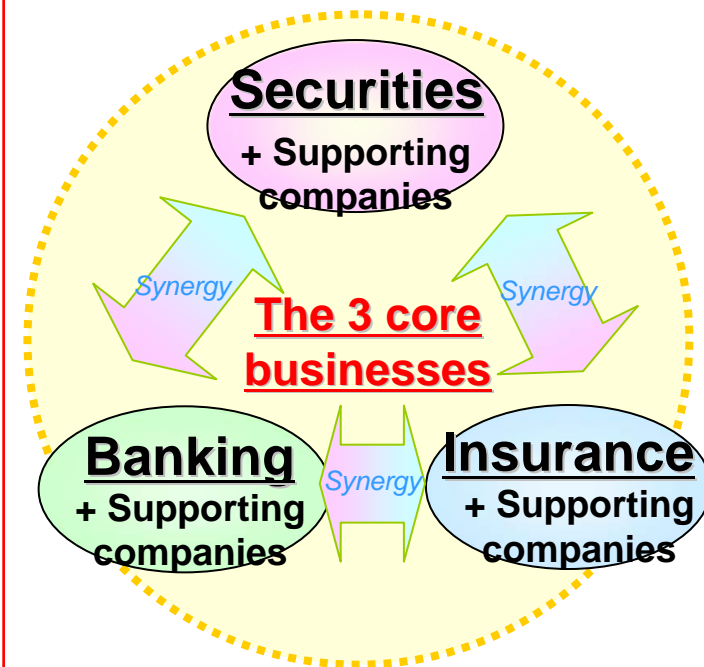 Securities
+ Supporting
companies
Synergy
Synergy
The 3 core
businesses
Banking
+ Supporting
companies
Synergy
Insurance
+ Supporting
companies